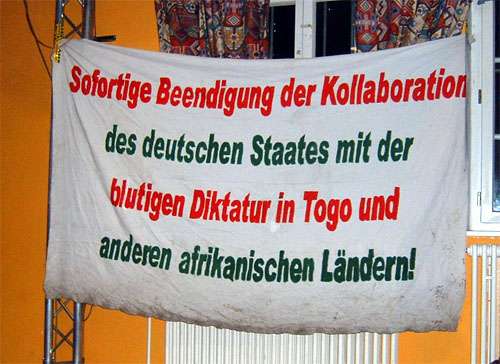 Sofortige Beendigung der Kollaboration
des deutschen Staates mit der
blutigen Diktatur in Togo und
anderen afrikanischen Ländern!